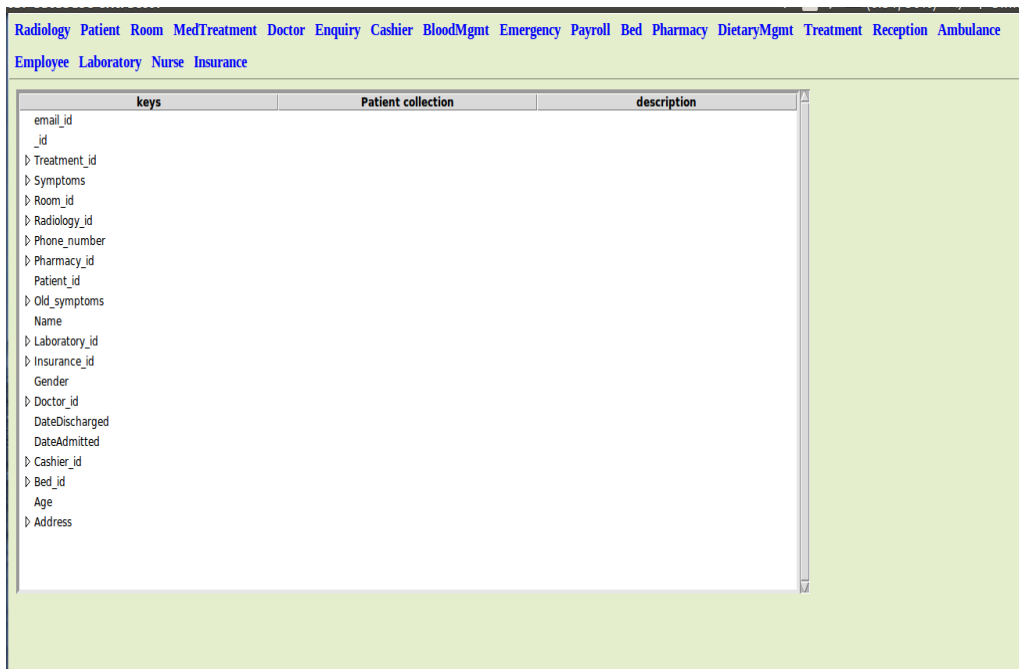 Radiology Patient Room MedTreatment Doctor Enquiry Cashier BloodMgmt Emergency Payroll Bed Pharmacy DietaryMgmt Treatment Reception Ambulance
Employee Laboratory Nurse Insurance
keys Patient collection description
email_id
_id
Treatment_id
Symptoms
Room_id
Radiology_id
Phone_number
Pharmacy_id
Patient_id
Old_symptoms
Name
Laboratory_id
Insurance_id
Gender
Doctor_id
DateDischarged
DateAdmitted
Cashier_id
Bed_id
Age
Address